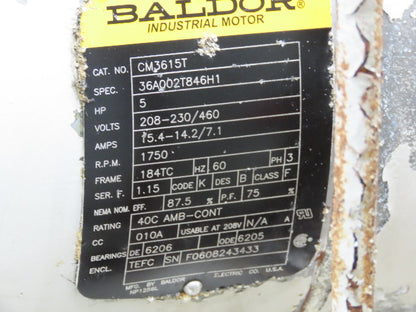 BALDOR®
INDUSTRIAL MOTOR
CAT. NO. CM3615T
SPEC. 36A002T846H1
HP 5
VOLTS 208-230/460
AMPS 15.4-14.2/7.1
R.P.M. 1750
FRAME 184TC HZ 60 PH 3
SER. F. 1.15 CODE K DES B CLASS F
NEMA NOM. EFF. 87.5 % P.F. 75 %
RATING 40C AMB-CONT
CC 010A USABLE AT 208V N/A A
BEARINGS DE 6206 ODE 6205
ENCL. TEFC SN F0608243433
MFG. BY BALDOR ELECTRIC CO. U.S.A.
NP1256L